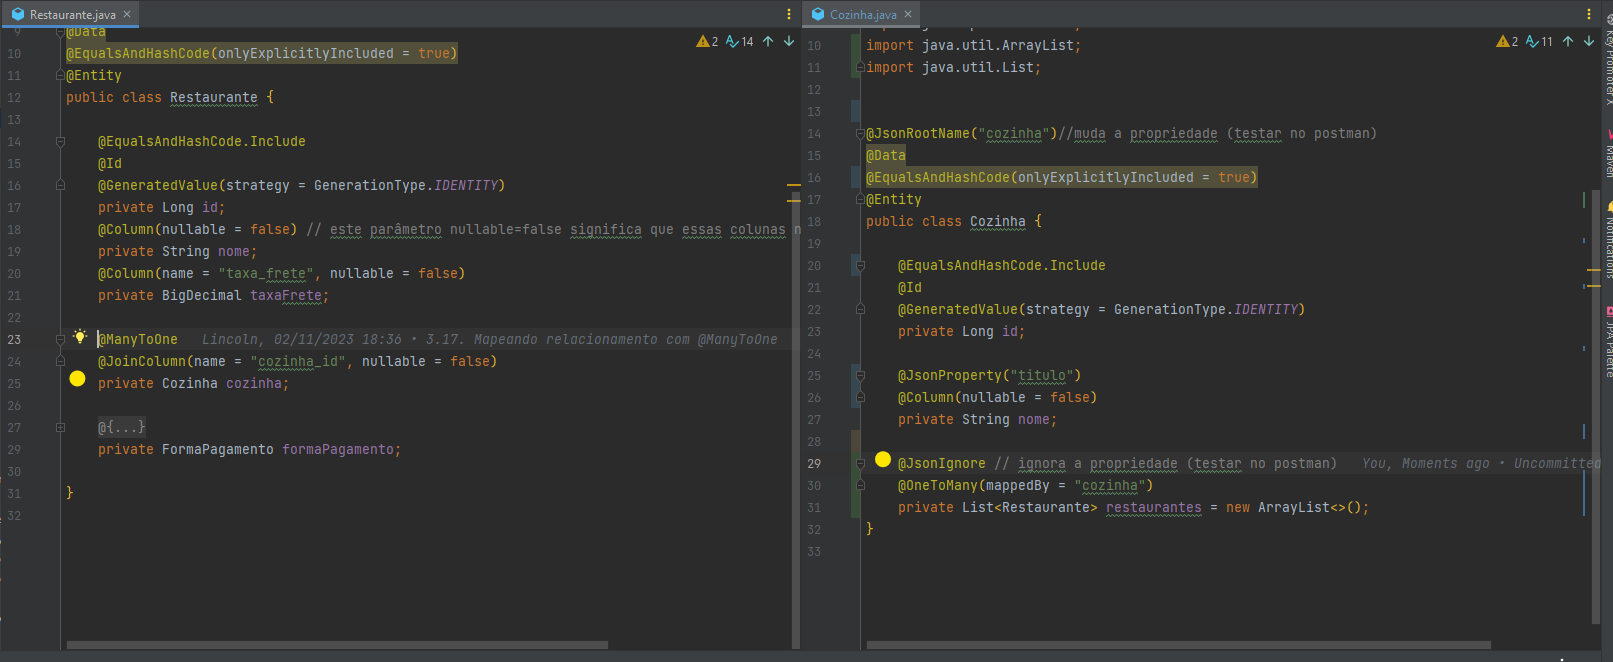 Restaurante.java
9 @Data
2 14
10 @EqualsAndHashCode(onlyExplicitlyIncluded = true)
11 @Entity
12 public class Restaurante {
13
14 @EqualsAndHashCode.Include
15 @Id
16 @GeneratedValue(strategy = GenerationType.IDENTITY)
17 private Long id;
18 @Column(nullable = false) // este parâmetro nullable=false significa que essas colunas n
19 private String nome;
20 @Column(name = "taxa_frete", nullable = false)
21 private BigDecimal taxaFrete;
22
23 @ManyToOne Lincoln, 02/11/2023 18:36 • 3.17. Mapeando relacionamento com @ManyToOne
24 @JoinColumn(name = "cozinha_id", nullable = false)
25 private Cozinha cozinha;
26
27 @{...}
29 private FormaPagamento formaPagamento;
30
31 }
32
Cozinha.java
2 11
10 import java.util.ArrayList;
11 import java.util.List;
12
13
14 @JsonRootName("cozinha")//muda a propriedade (testar no postman)
15 @Data
16 @EqualsAndHashCode(onlyExplicitlyIncluded = true)
17 @Entity
18 public class Cozinha {
19
20 @EqualsAndHashCode.Include
21 @Id
22 @GeneratedValue(strategy = GenerationType.IDENTITY)
23 private Long id;
24
25 @JsonProperty("titulo")
26 @Column(nullable = false)
27 private String nome;
28
29 @JsonIgnore // ignora a propriedade (testar no postman) You, Moments ago • Uncommitted
30 @OneToMany(mappedBy = "cozinha")
31 private List<Restaurante> restaurantes = new ArrayList<>();
32 }
33
Key Promoter X
Maven
Notifications
JPA Palette